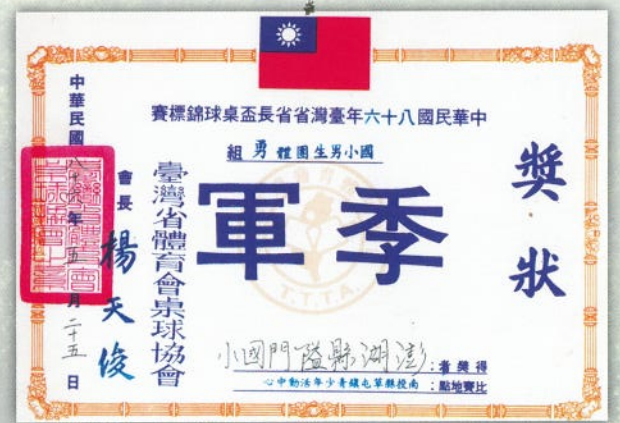 獎狀
中華民國八十六年臺灣省省長盃桌球錦標賽
國小男生團體勇組
季軍
T.T.T.A.
得獎者:澎湖縣隘門國小
比賽地點:南投縣草屯鎮青少年活動中心
臺灣省體育會桌球協會
會長 楊天俊
中華民國八十六年五月二十五日